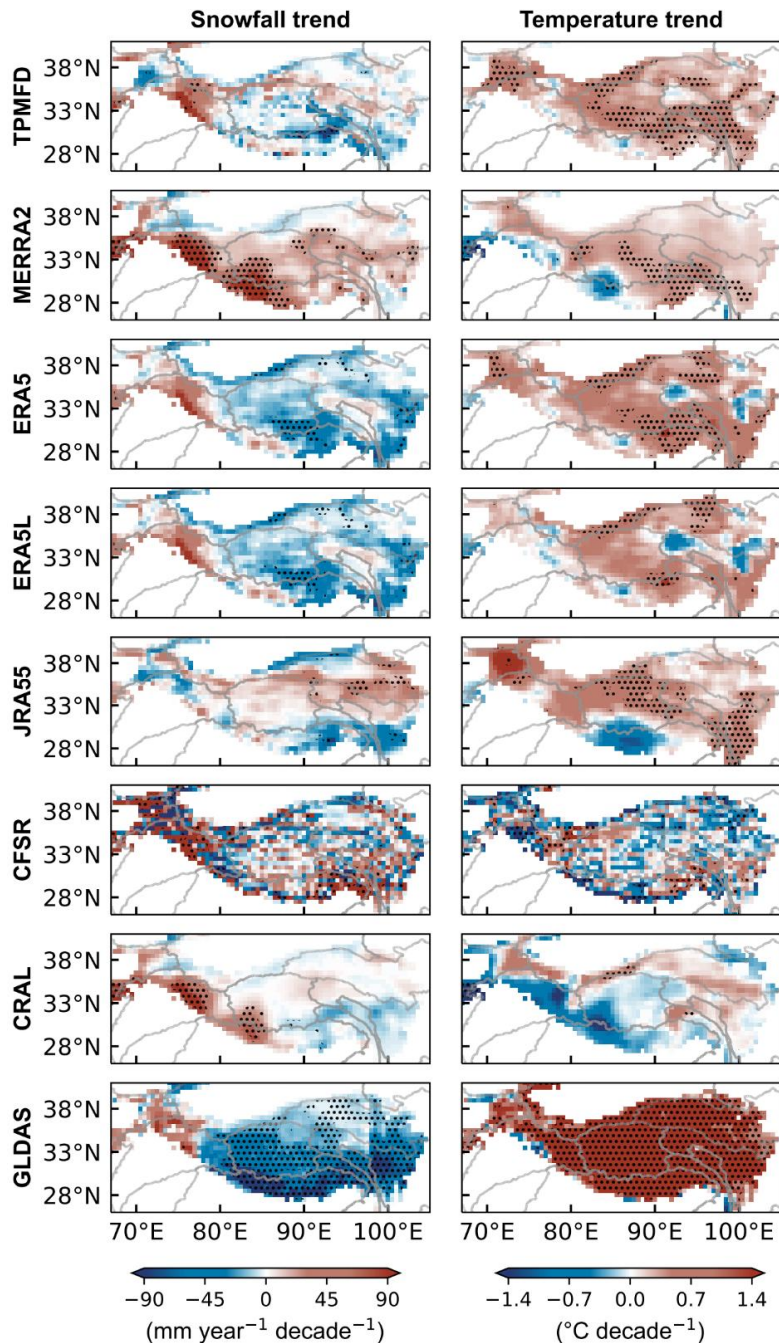 Snowfall trend Temperature trend
TPMFD
38°N
33°N
28°N
MERRA2
38°N
33°N
28°N
ERA5
38°N
33°N
28°N
ERA5L
38°N
33°N
28°N
JRA55
38°N
33°N
28°N
CFSR
38°N
33°N
28°N
CRAL
38°N
33°N
28°N
GLDAS
38°N
33°N
28°N
70°E 80°E 90°E 100°E 70°E 80°E 90°E 100°E
−90 −45 0 45 90 −1.4 −0.7 0.0 0.7 1.4
(mm year⁻¹ decade⁻¹) (°C decade⁻¹)